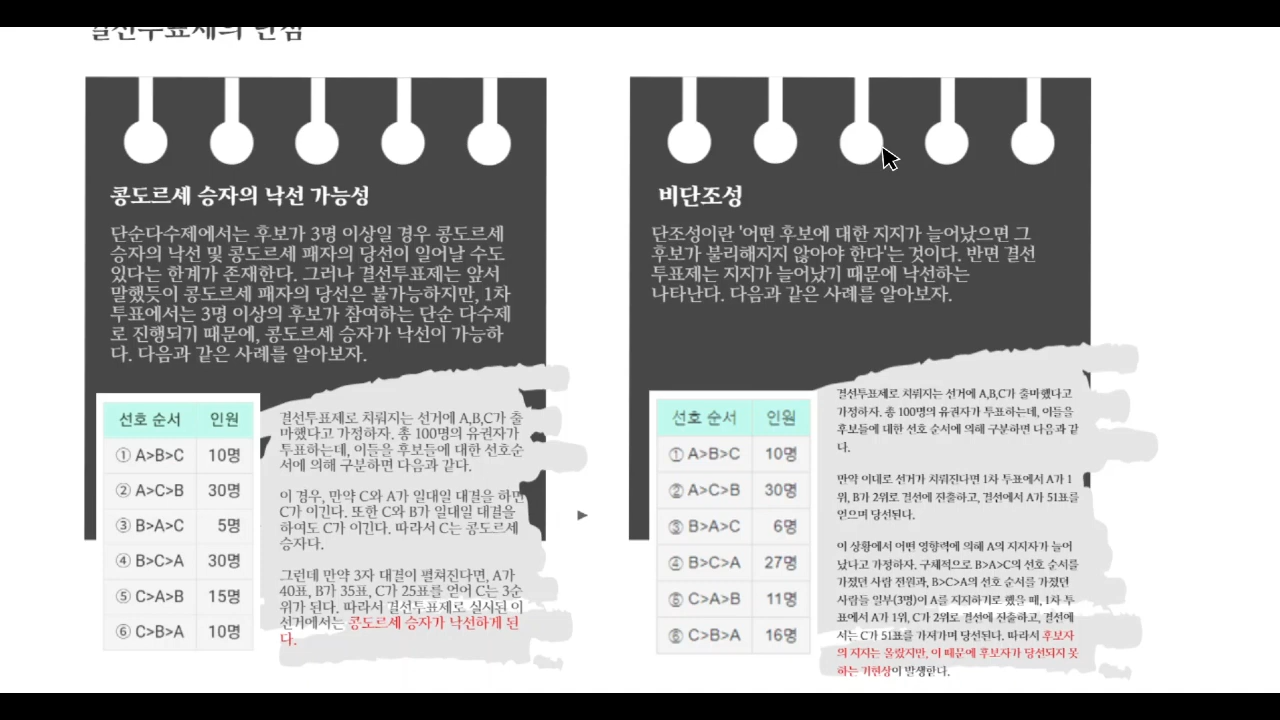 결선투표제의 단점
콩도르세 승자의 낙선 가능성
단순다수제에서는 후보가 3명 이상일 경우 콩도르세
승자의 낙선 및 콩도르세 패자의 당선이 일어날 수도
있다는 한계가 존재한다. 그러나 결선투표제는 앞서
말했듯이 콩도르세 패자의 당선은 불가능하지만, 1차
투표에서는 3명 이상의 후보가 참여하는 단순 다수제
로 진행되기 때문에, 콩도르세 승자가 낙선이 가능하
다. 다음과 같은 사례를 알아보자.
선호 순서 인원
① A>B>C 10명
② A>C>B 30명
③ B>A>C 5명
④ B>C>A 30명
⑤ C>A>B 15명
⑥ C>B>A 10명
결선투표제로 치뤄지는 선거에 A,B,C가 출
마했다고 가정하자. 총 100명의 유권자가
투표하는데, 이들을 후보들에 대한 선호순
서에 의해 구분하면 다음과 같다.
이 경우, 만약 C와 A가 일대일 대결을 하면
C가 이긴다. 또한 C와 B가 일대일 대결을
하여도 C가 이긴다. 따라서 C는 콩도르세
승자다.
그런데 만약 3자 대결이 펼쳐진다면, A가
40표, B가 35표, C가 25표를 얻어 C는 3순
위가 된다. 따라서 결선투표제로 실시된 이
선거에서는 콩도르세 승자가 낙선하게 된
다.
비단조성
단조성이란 '어떤 후보에 대한 지지가 늘어났으면 그
후보가 불리해지지 않아야 한다'는 것이다. 반면 결선
투표제는 지지가 늘어났기 때문에 낙선하는
나타난다. 다음과 같은 사례를 알아보자.
선호 순서 인원
① A>B>C 10명
② A>C>B 30명
③ B>A>C 6명
④ B>C>A 27명
⑤ C>A>B 11명
⑥ C>B>A 16명
결선투표제로 치뤄지는 선거에 A,B,C가 출마했다고
가정하자. 총 100명의 유권자가 투표하는데, 이들을
후보들에 대한 선호 순서에 의해 구분하면 다음과 같
다.
만약 이대로 선거가 치뤄진다면 1차 투표에서 A가 1
위, B가 2위로 결선에 진출하고, 결선에서 A가 51표를
얻으며 당선된다.
이 상황에서 어떤 영향력에 의해 A의 지지자가 늘어
났다고 가정하자. 구체적으로 B>A>C의 선호 순서를
가졌던 사람 전원과, B>C>A의 선호 순서를 가졌던
사람들 일부(3명)이 A를 지지하기로 했을 때, 1차 투
표에서 A가 1위, C가 2위로 결선에 진출하고, 결선에
서는 C가 51표를 가져가며 당선된다. 따라서 후보자
의 지지는 올랐지만, 이 때문에 후보자가 당선되지 못
하는 기현상이 발생한다.